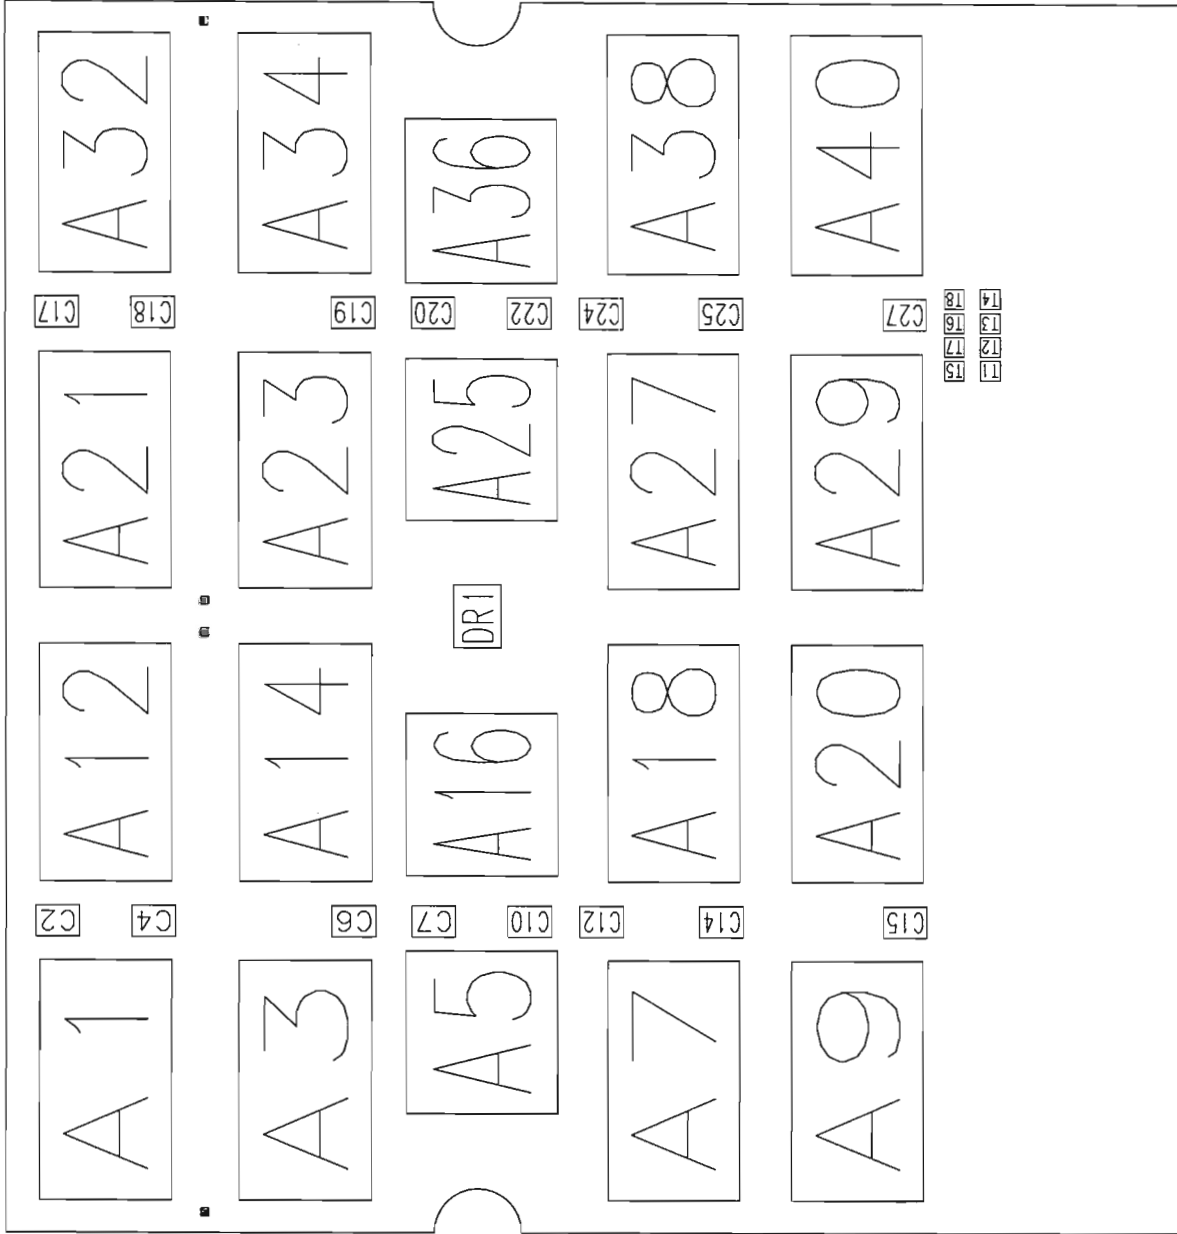 A32 A34 A36 A38 A40
C17 C18 C19 C20 C22 C24 C25 C27
T8 T4
T6 T3
T7 T2
T5 T1
A21 A23 A25 A27 A29
DR1
A12 A14 A16 A18 A20
C2 C4 C6 C7 C10 C12 C14 C15
A1 A3 A5 A7 A9